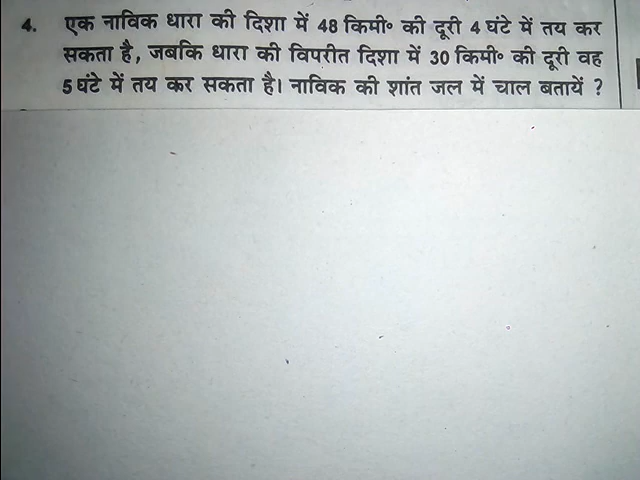 4. एक नाविक धारा की दिशा में 48 किमी॰ की दूरी 4 घंटे में तय कर
सकता है, जबकि धारा की विपरीत दिशा में 30 किमी॰ की दूरी वह
5 घंटे में तय कर सकता है। नाविक की शांत जल में चाल बतायें ?